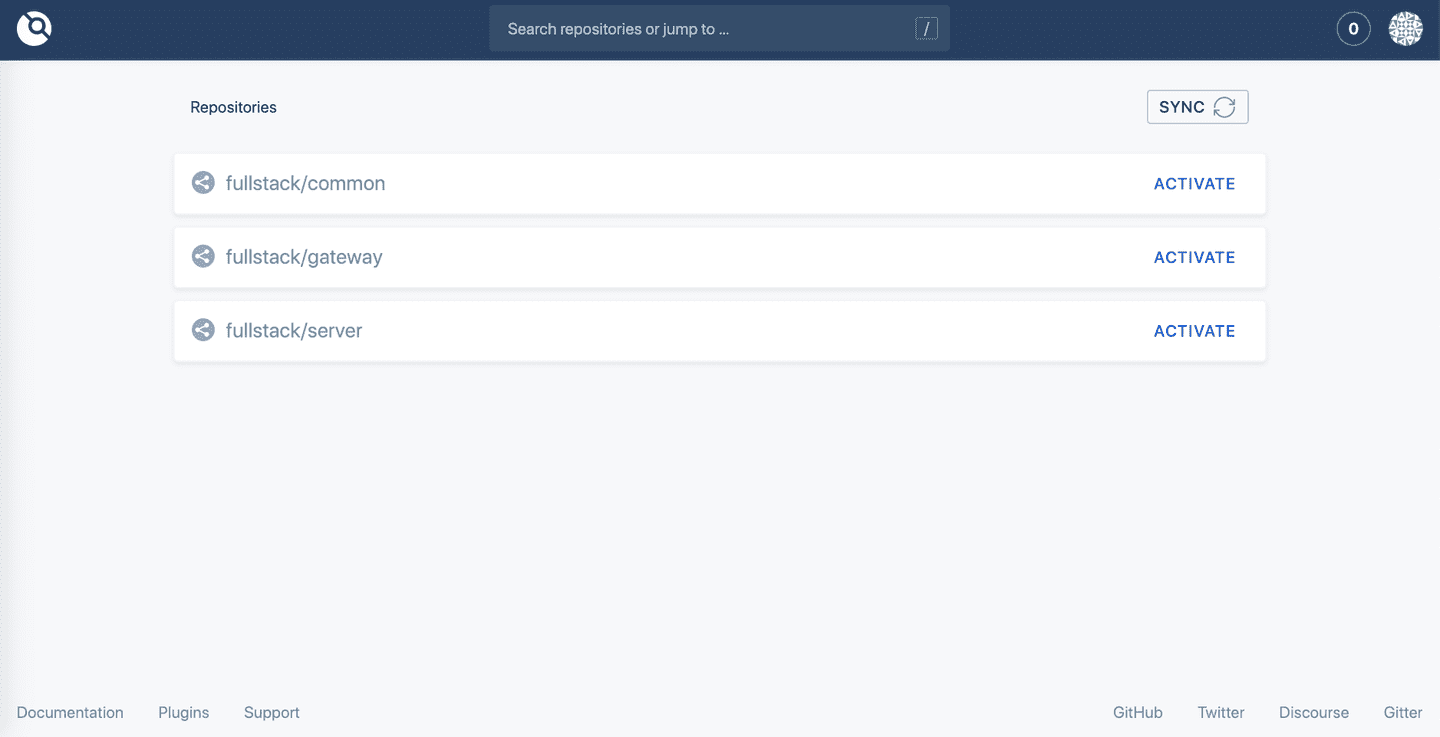 Search repositories or jump to ... /
0
Repositories
SYNC
fullstack/common ACTIVATE
fullstack/gateway ACTIVATE
fullstack/server ACTIVATE
Documentation Plugins Support GitHub Twitter Discourse Gitter